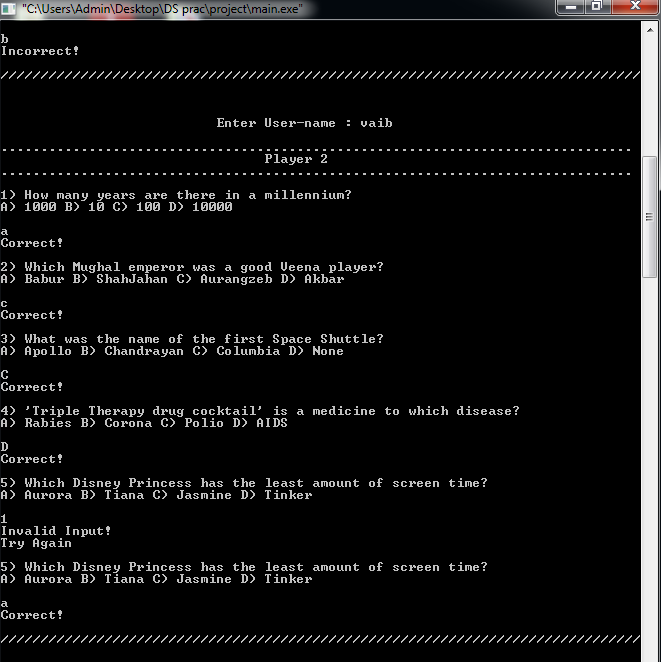 "C:\Users\Admin\Desktop\DS prac\project\main.exe"
b
Incorrect!
////////////////////////////////////////////////////////////////////////////////
Enter User-name : vaib
-------------------------------------------------------------------------------
Player 2
-------------------------------------------------------------------------------
1) How many years are there in a millennium?
A) 1000 B) 10 C) 100 D) 10000
a
Correct!
2) Which Mughal emperor was a good Veena player?
A) Babur B) ShahJahan C) Aurangzeb D) Akbar
c
Correct!
3) What was the name of the first Space Shuttle?
A) Apollo B) Chandrayan C) Columbia D) None
C
Correct!
4) 'Triple Therapy drug cocktail' is a medicine to which disease?
A) Rabies B) Corona C) Polio D) AIDS
D
Correct!
5) Which Disney Princess has the least amount of screen time?
A) Aurora B) Tiana C) Jasmine D) Tinker
1
Invalid Input!
Try Again
5) Which Disney Princess has the least amount of screen time?
A) Aurora B) Tiana C) Jasmine D) Tinker
a
Correct!
////////////////////////////////////////////////////////////////////////////////